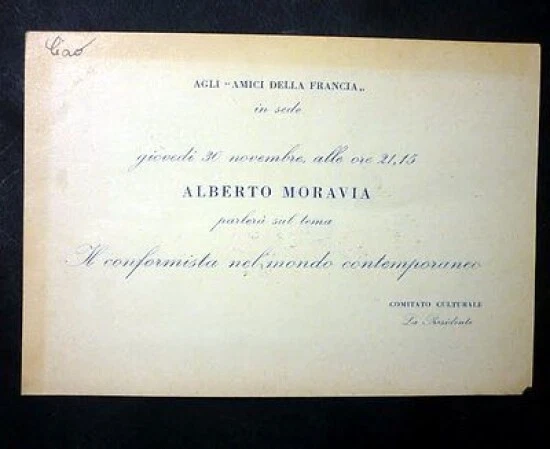 Ciao
AGLI "AMICI DELLA FRANCIA„
in sede
giovedì 30 novembre, alle ore 21,15
ALBERTO MORAVIA
parlerà sul tema
Il conformista nel mondo contemporaneo
COMITATO CULTURALE
La Presidente